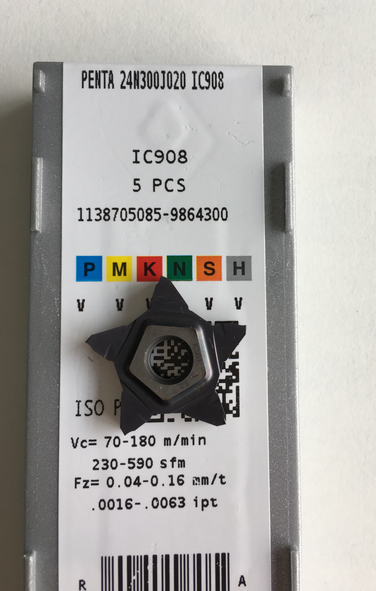 PENTA 24N300J020 IC908
IC908
5 PCS
1138705085-9864300
P M K N S H
V V V V V
ISO P
Vc= 70-180 m/min
230-590 sfm
Fz= 0.04-0.16 mm/t
.0016-.0063 ipt
R A